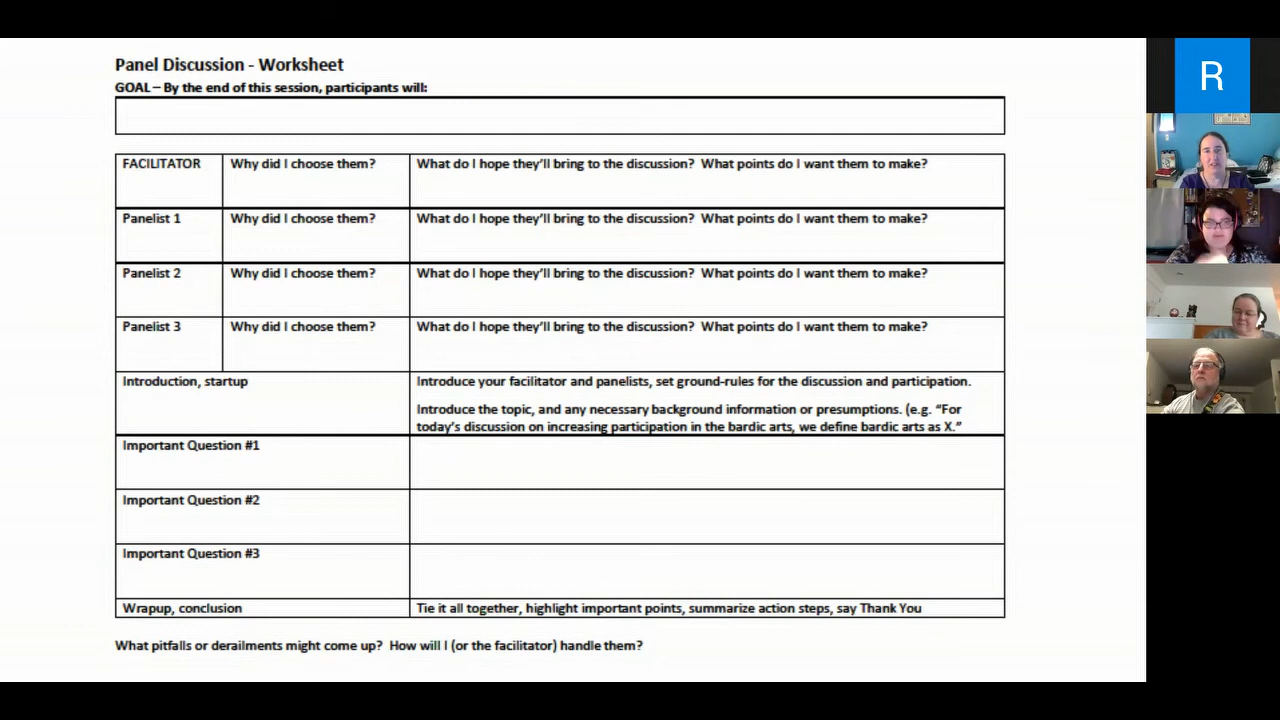 Panel Discussion - Worksheet
GOAL – By the end of this session, participants will:
FACILITATOR Why did I choose them? What do I hope they'll bring to the discussion? What points do I want them to make?
Panelist 1 Why did I choose them? What do I hope they'll bring to the discussion? What points do I want them to make?
Panelist 2 Why did I choose them? What do I hope they'll bring to the discussion? What points do I want them to make?
Panelist 3 Why did I choose them? What do I hope they'll bring to the discussion? What points do I want them to make?
Introduction, startup Introduce your facilitator and panelists, set ground-rules for the discussion and participation.
Introduce the topic, and any necessary background information or presumptions. (e.g. “For
today's discussion on increasing participation in the bardic arts, we define bardic arts as X.”
Important Question #1
Important Question #2
Important Question #3
Wrapup, conclusion Tie it all together, highlight important points, summarize action steps, say Thank You
What pitfalls or derailments might come up? How will I (or the facilitator) handle them?
R